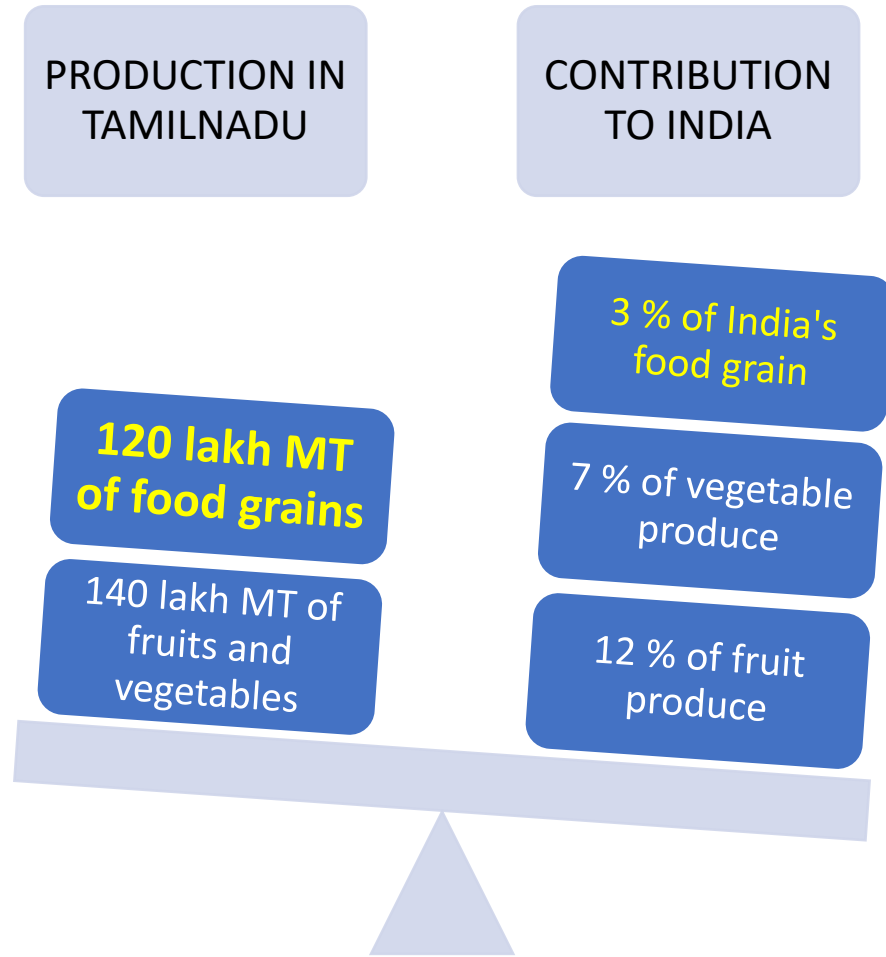 PRODUCTION IN
TAMILNADU
120 lakh MT
of food grains
140 lakh MT of
fruits and
vegetables
CONTRIBUTION
TO INDIA
3 % of India's
food grain
7 % of vegetable
produce
12 % of fruit
produce